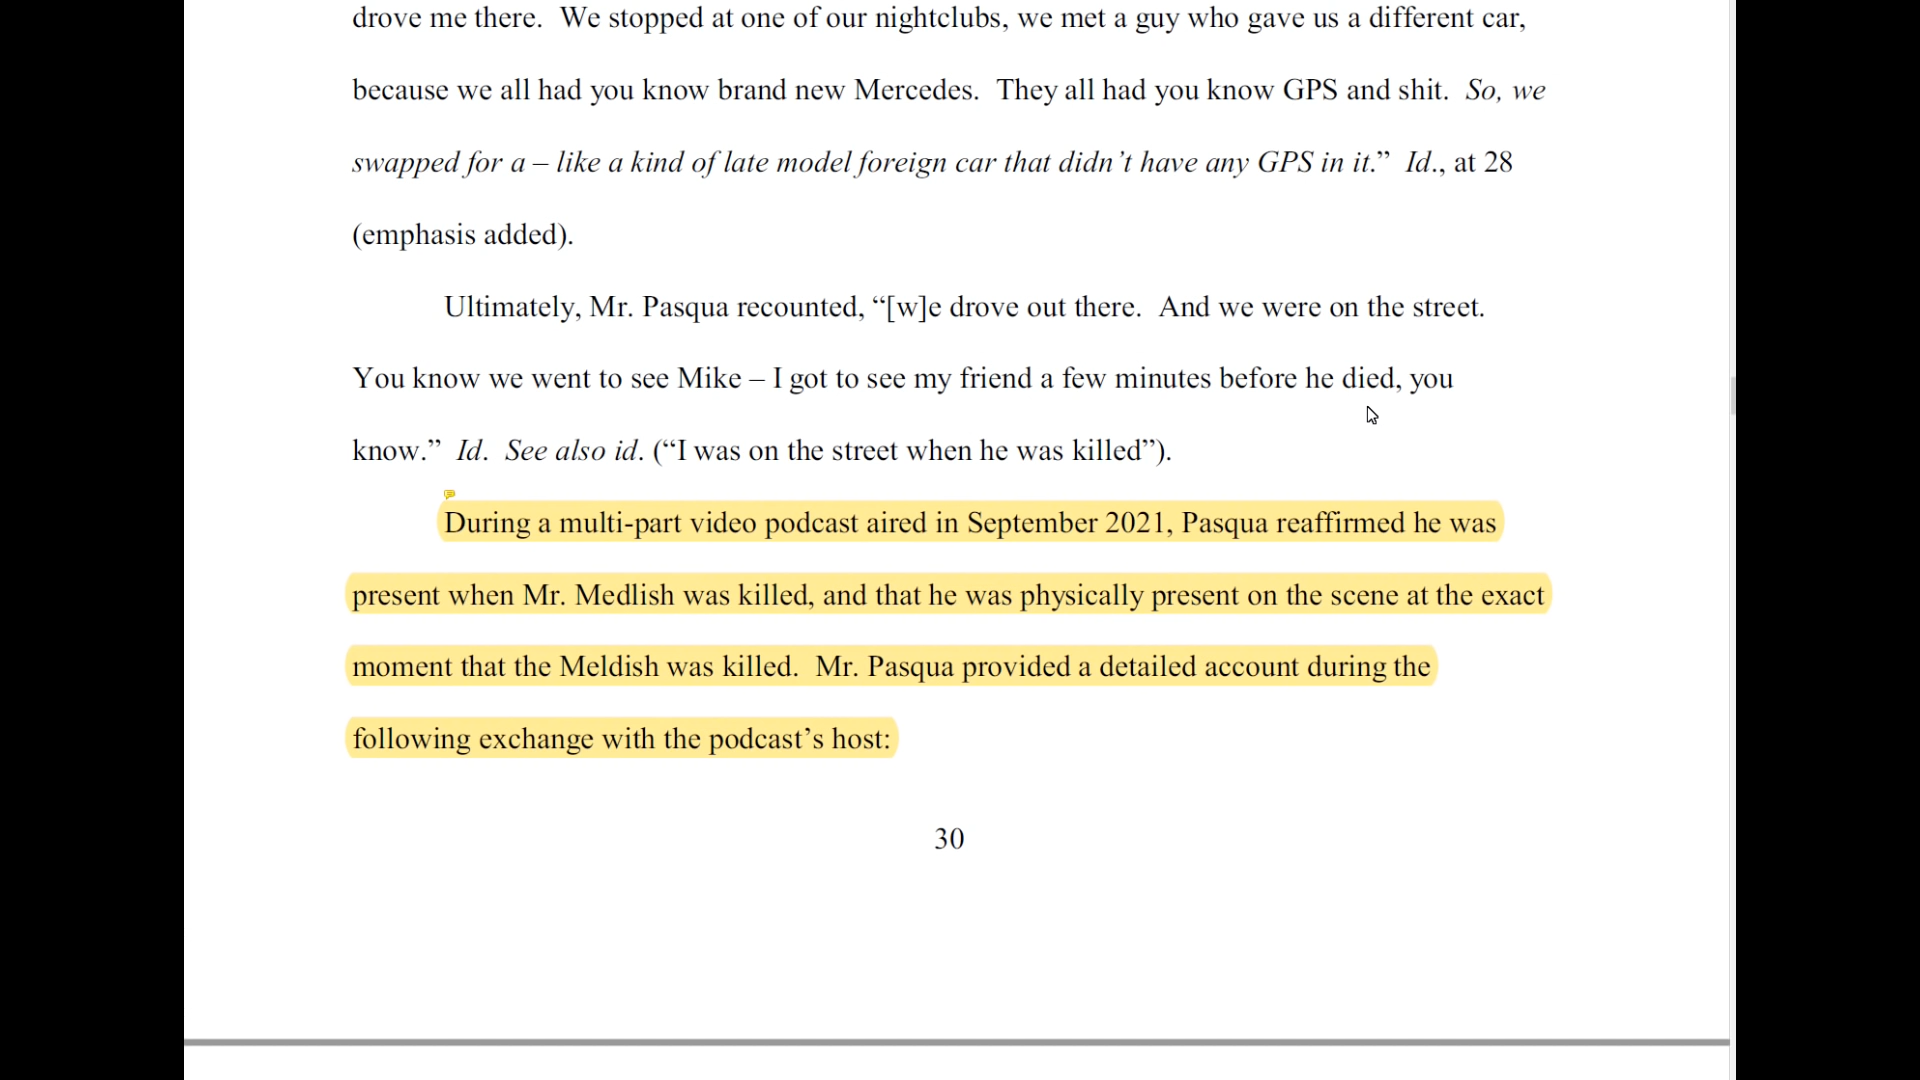 drove me there.  We stopped at one of our nightclubs, we met a guy who gave us a different car,
because we all had you know brand new Mercedes.  They all had you know GPS and shit.  So, we
swapped for a – like a kind of late model foreign car that didn’t have any GPS in it.”  Id., at 28
(emphasis added).
Ultimately, Mr. Pasqua recounted, “[w]e drove out there.  And we were on the street.
You know we went to see Mike – I got to see my friend a few minutes before he died, you
know.”  Id.  See also id. (“I was on the street when he was killed”).
During a multi-part video podcast aired in September 2021, Pasqua reaffirmed he was
present when Mr. Medlish was killed, and that he was physically present on the scene at the exact
moment that the Meldish was killed.  Mr. Pasqua provided a detailed account during the
following exchange with the podcast’s host:
30